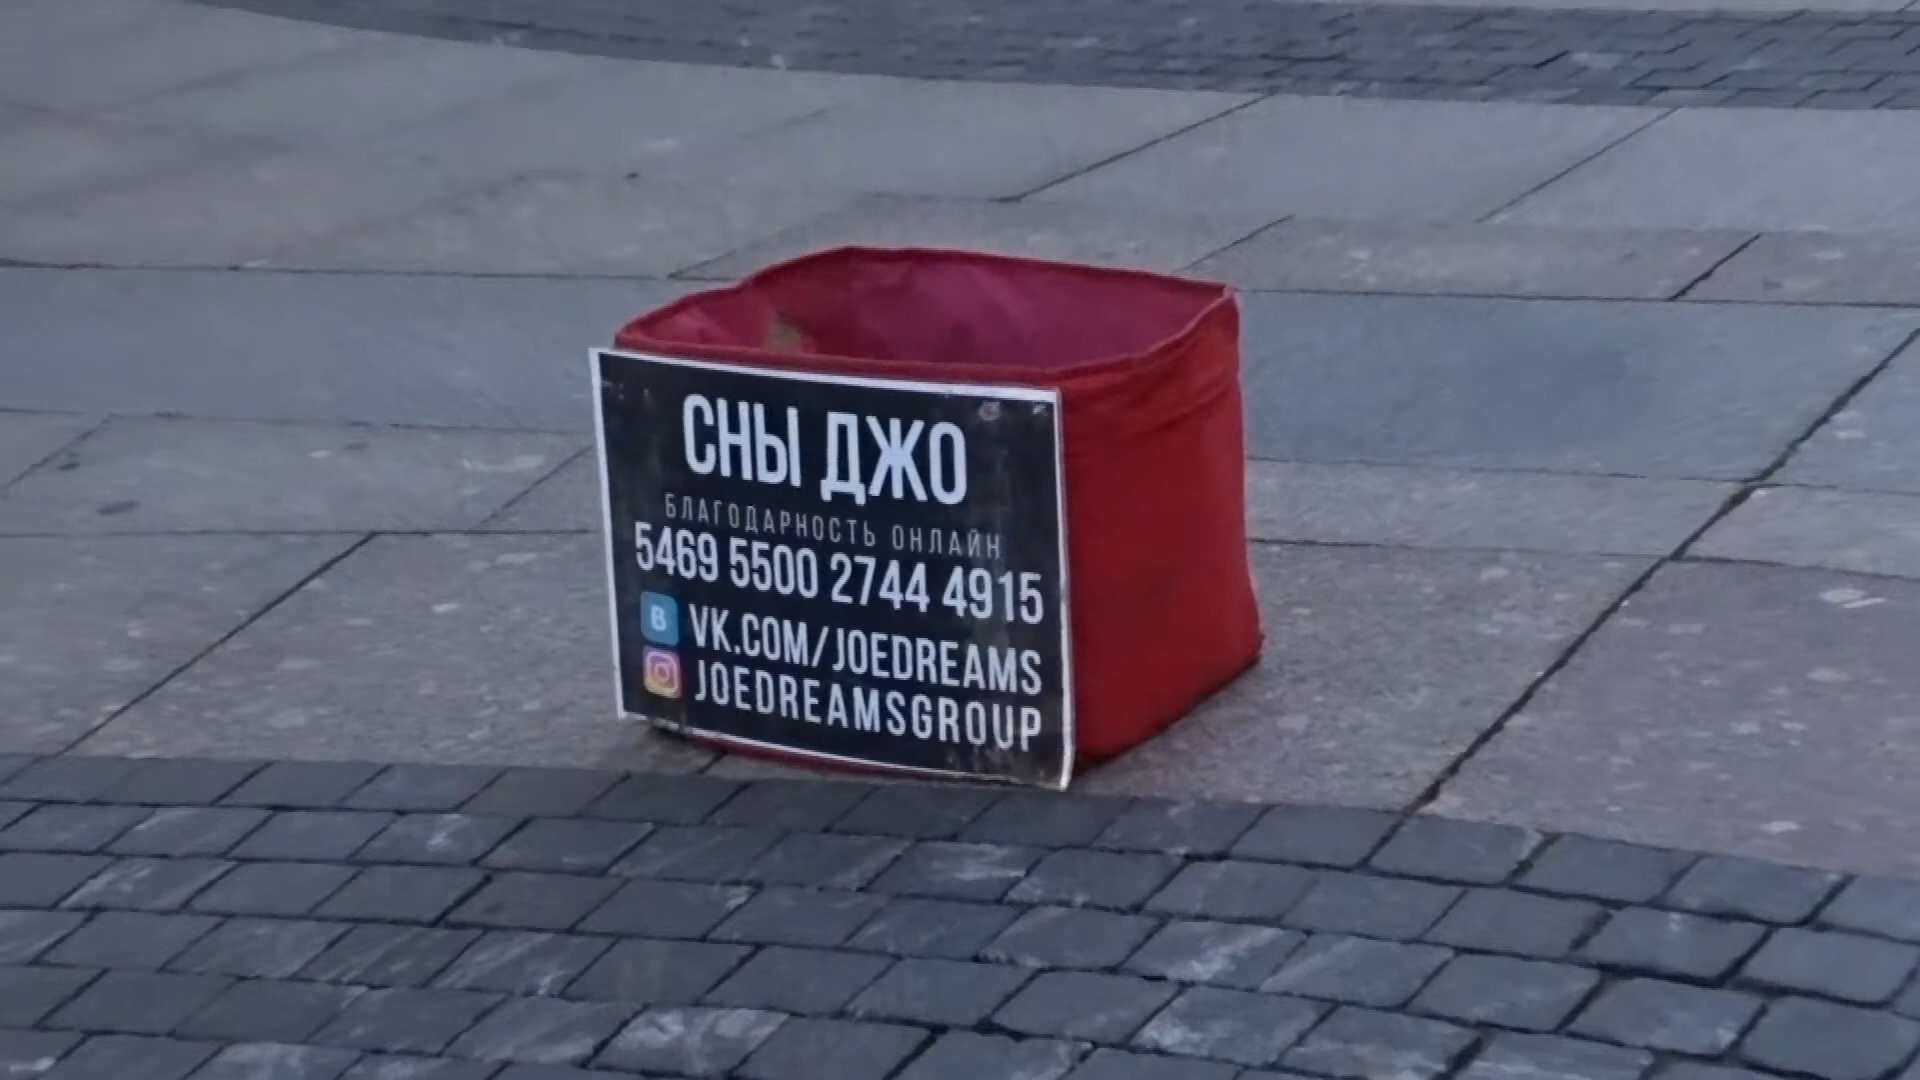 СНЫ ДЖО
БЛАГОДАРНОСТЬ ОНЛАЙН
5469 5500 2744 4915
B VK.COM/JOEDREAMS
JOEDREAMSGROUP